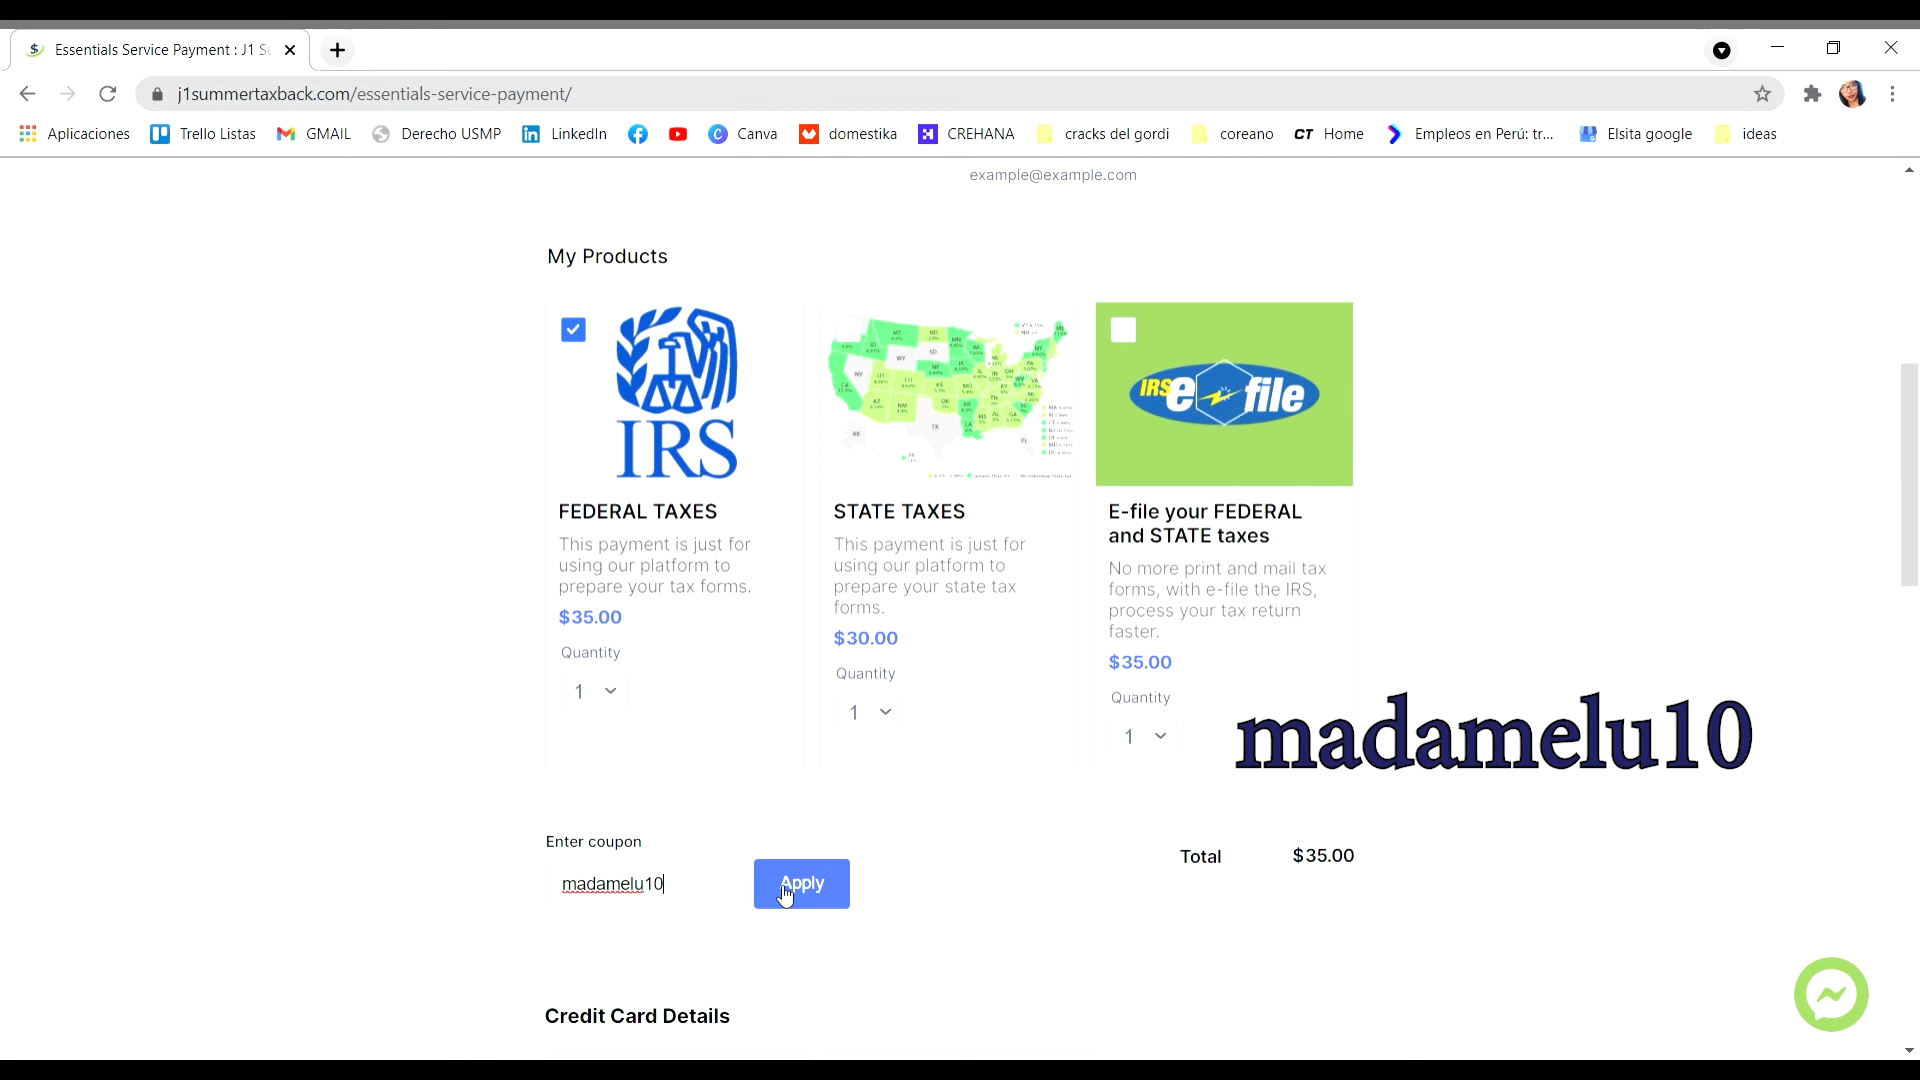 Essentials Service Payment : J1 Su
j1summertaxback.com/essentials-service-payment/
Aplicaciones Trello Listas GMAIL Derecho USMP LinkedIn Canva domestika CREHANA cracks del gordi coreano CT Home Empleos en Perú: tr... Elsita google ideas
example@example.com
My Products
IRS
IRS e file
FEDERAL TAXES
This payment is just for
using our platform to
prepare your tax forms.
$35.00
Quantity
1
STATE TAXES
This payment is just for
using our platform to
prepare your state tax
forms.
$30.00
Quantity
1
E-file your FEDERAL
and STATE taxes
No more print and mail tax
forms, with e-file the IRS,
process your tax return
faster.
$35.00
Quantity
1
madamelu10
Enter coupon
madamelu10
Apply
Total $35.00
Credit Card Details